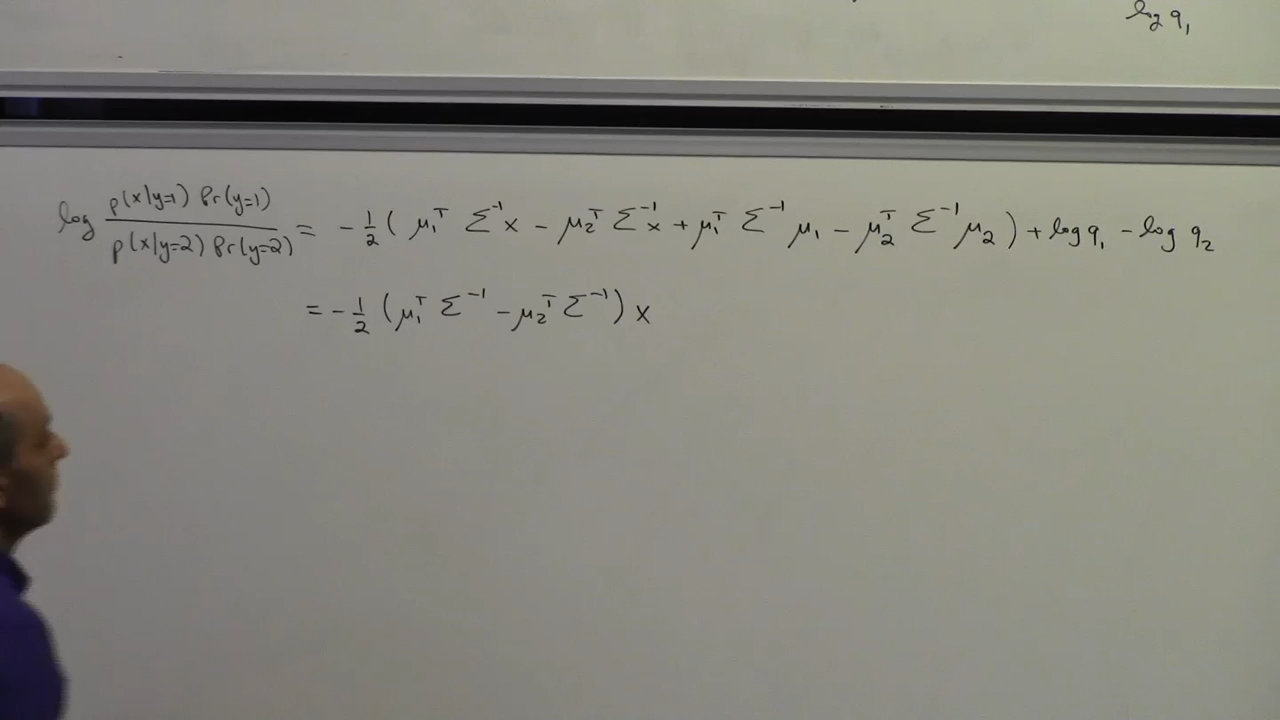 log q₁
log p(x|y=1) Pr(y=1) / p(x|y=2) Pr(y=2) = -1/2 ( μ₁ᵀ Σ⁻¹ x - μ₂ᵀ Σ⁻¹ x + μ₁ᵀ Σ⁻¹ μ₁ - μ₂ᵀ Σ⁻¹ μ₂ ) + log q₁ - log q₂
= -1/2 ( μ₁ᵀ Σ⁻¹ - μ₂ᵀ Σ⁻¹ ) x